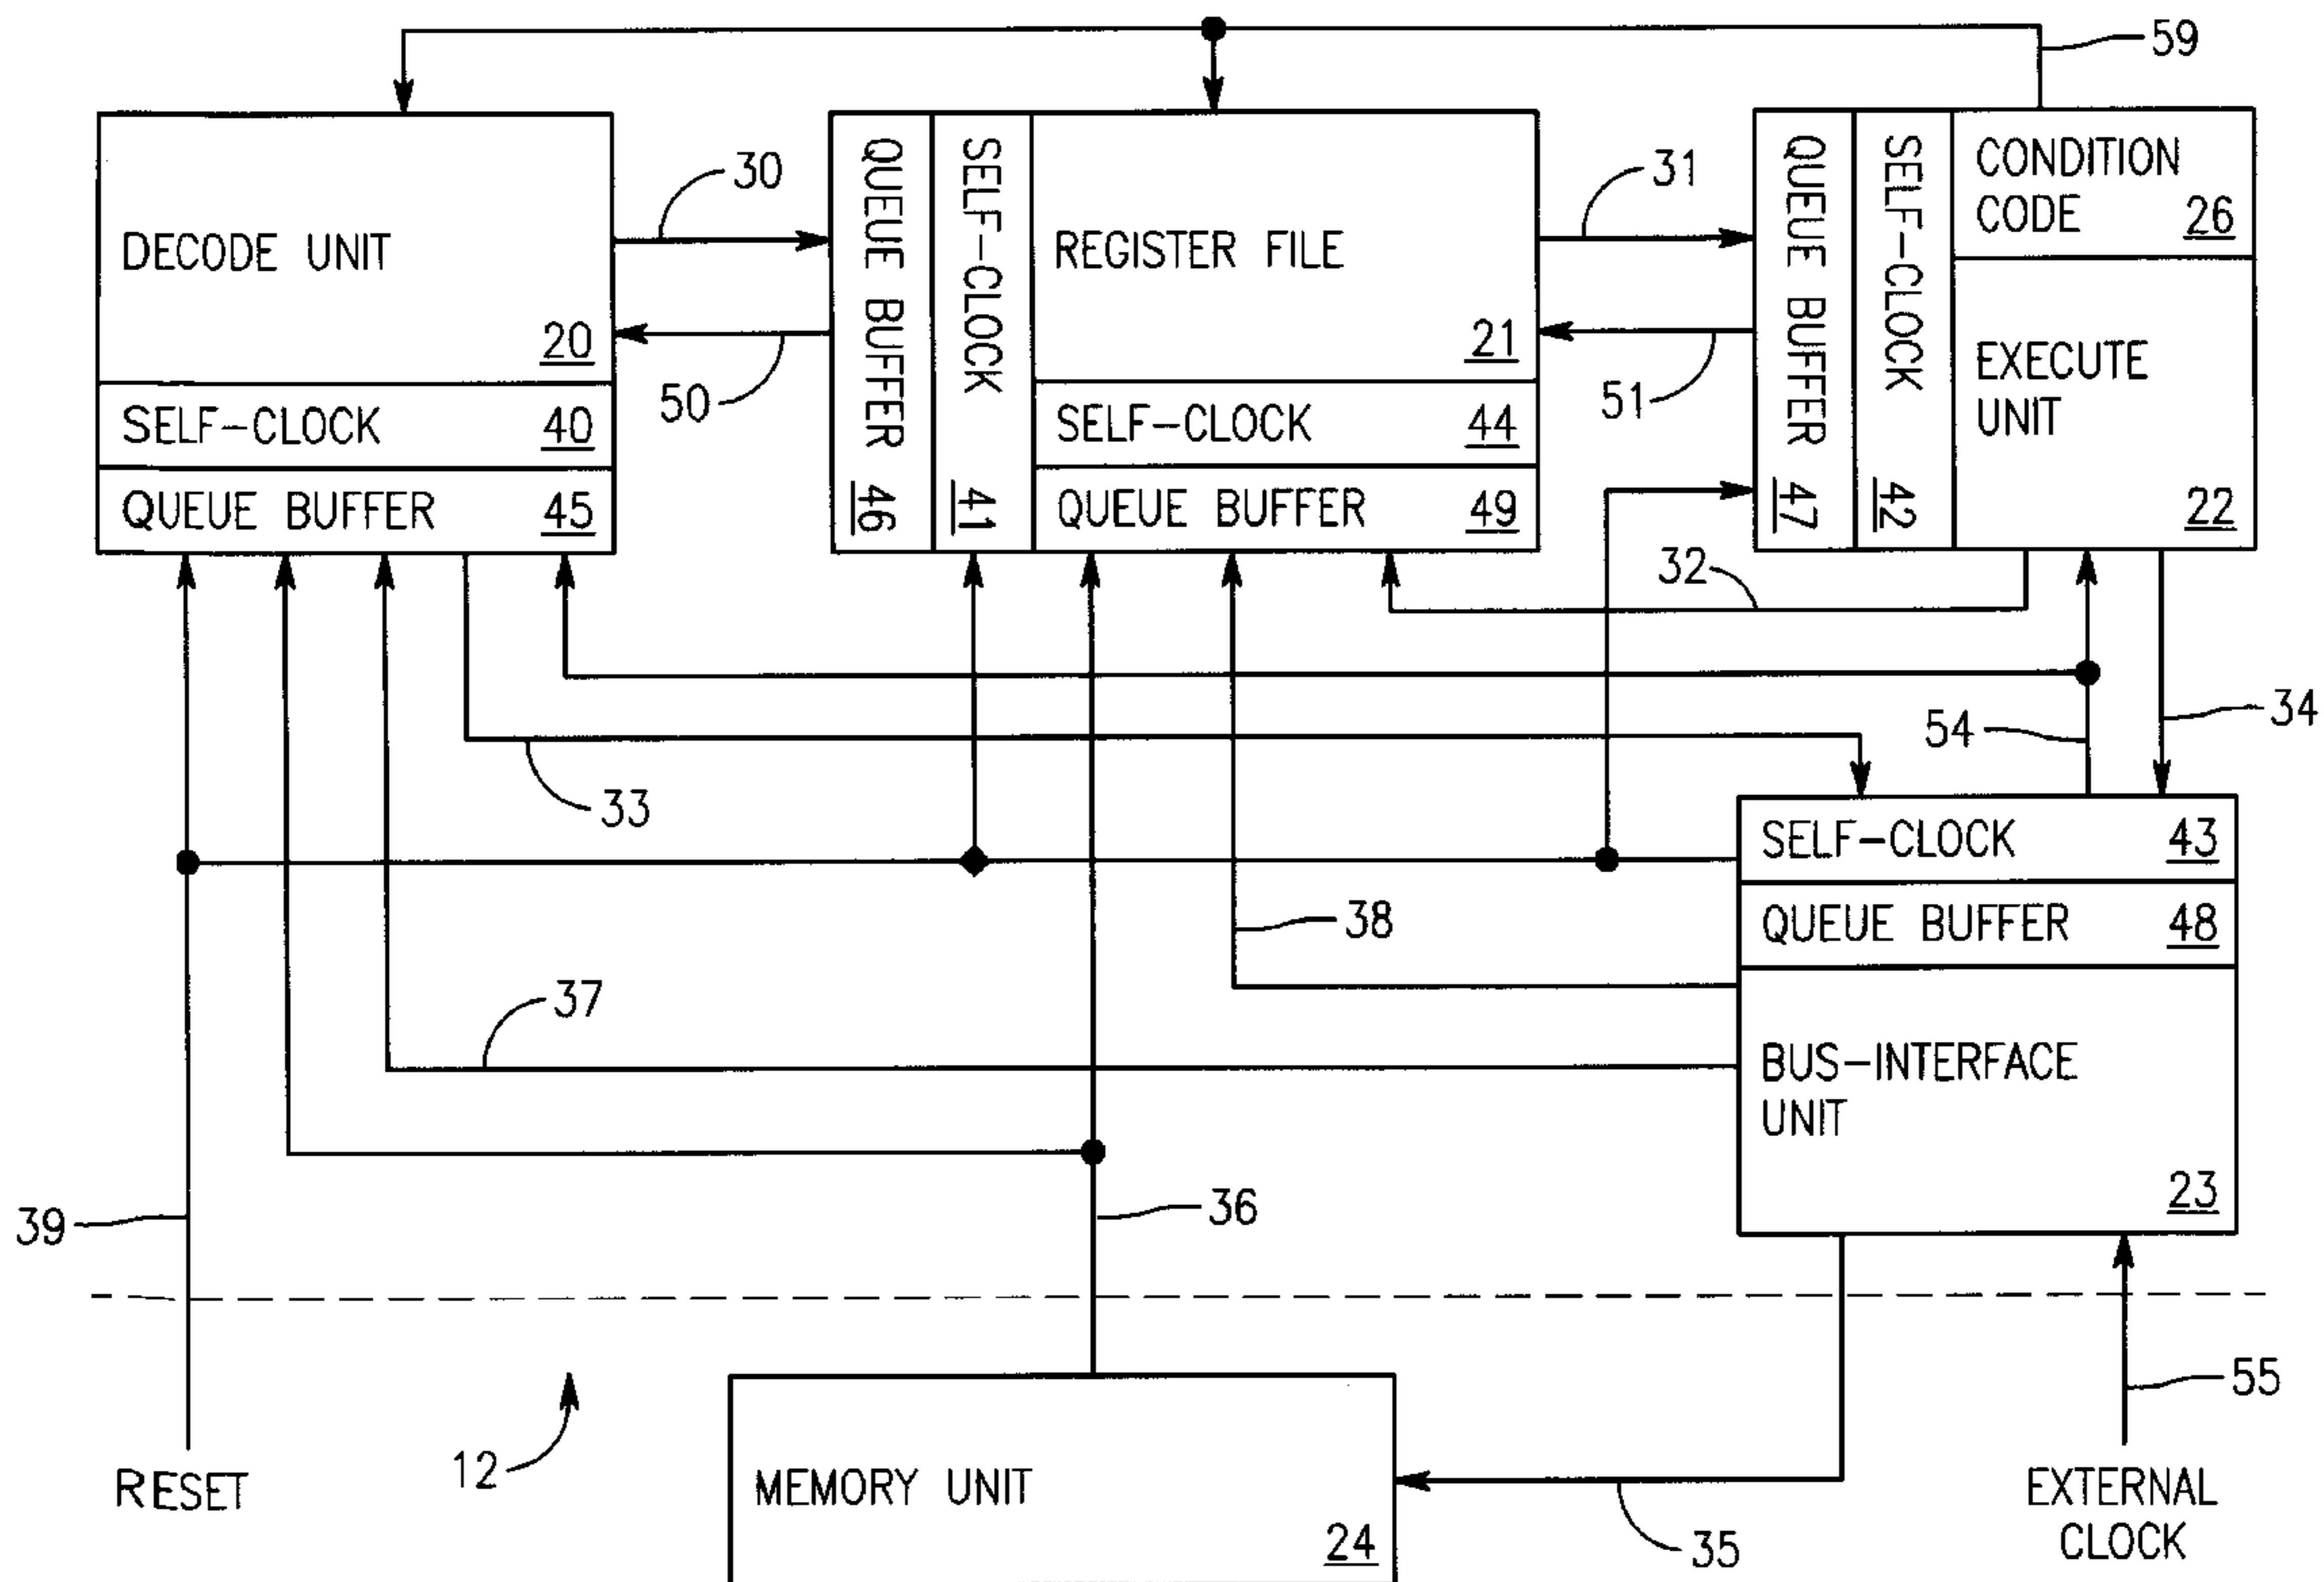 59
DECODE UNIT
20
SELF-CLOCK 40
QUEUE BUFFER 45
30
50
QUEUE BUFFER 46
SELF-CLOCK 41
REGISTER FILE
21
SELF-CLOCK 44
QUEUE BUFFER 49
31
51
QUEUE BUFFER 47
SELF-CLOCK 42
CONDITION
CODE 26
EXECUTE
UNIT
22
32
33
54
34
SELF-CLOCK 43
QUEUE BUFFER 48
BUS-INTERFACE
UNIT
23
38
37
39
36
12
RESET
MEMORY UNIT
24
35
55
EXTERNAL
CLOCK